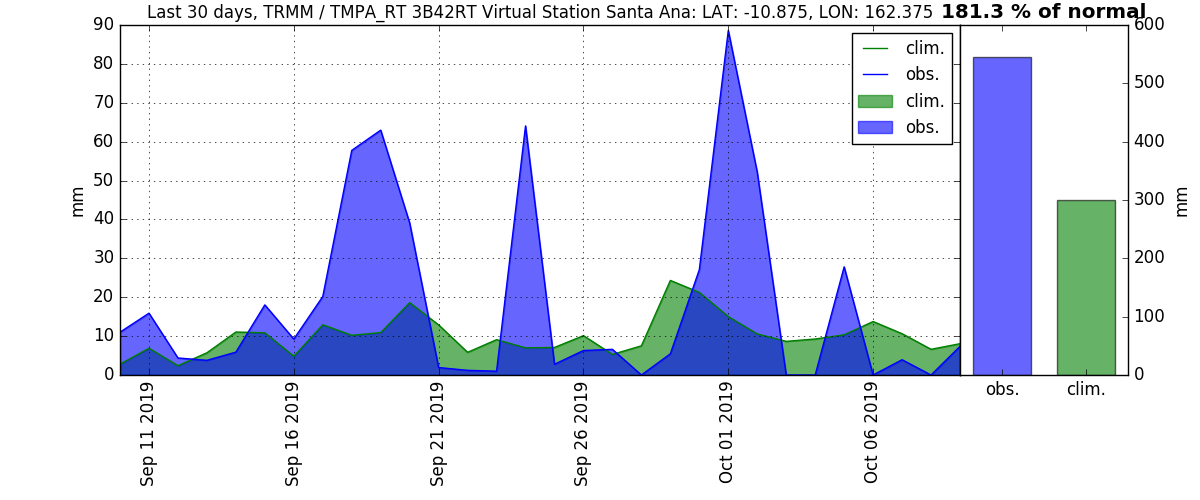 Last 30 days, TRMM / TMPA_RT 3B42RT Virtual Station Santa Ana: LAT: -10.875, LON: 162.375
181.3 % of normal
90
80
70
60
50
40
30
20
10
0
mm
clim.
obs.
clim.
obs.
Sep 11 2019
Sep 16 2019
Sep 21 2019
Sep 26 2019
Oct 01 2019
Oct 06 2019
600
500
400
300
200
100
0
mm
obs.
clim.